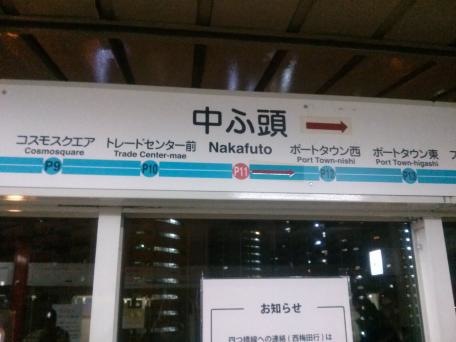 中ふ頭
コスモスクエア トレードセンター前 Nakafuto ポートタウン西 ポートタウン東
Cosmosquare Trade Center-mae Port Town-nishi Port Town-higashi
P9 P10 P11 P12 P13
お知らせ
四つ橋線への連絡(西梅田行)は